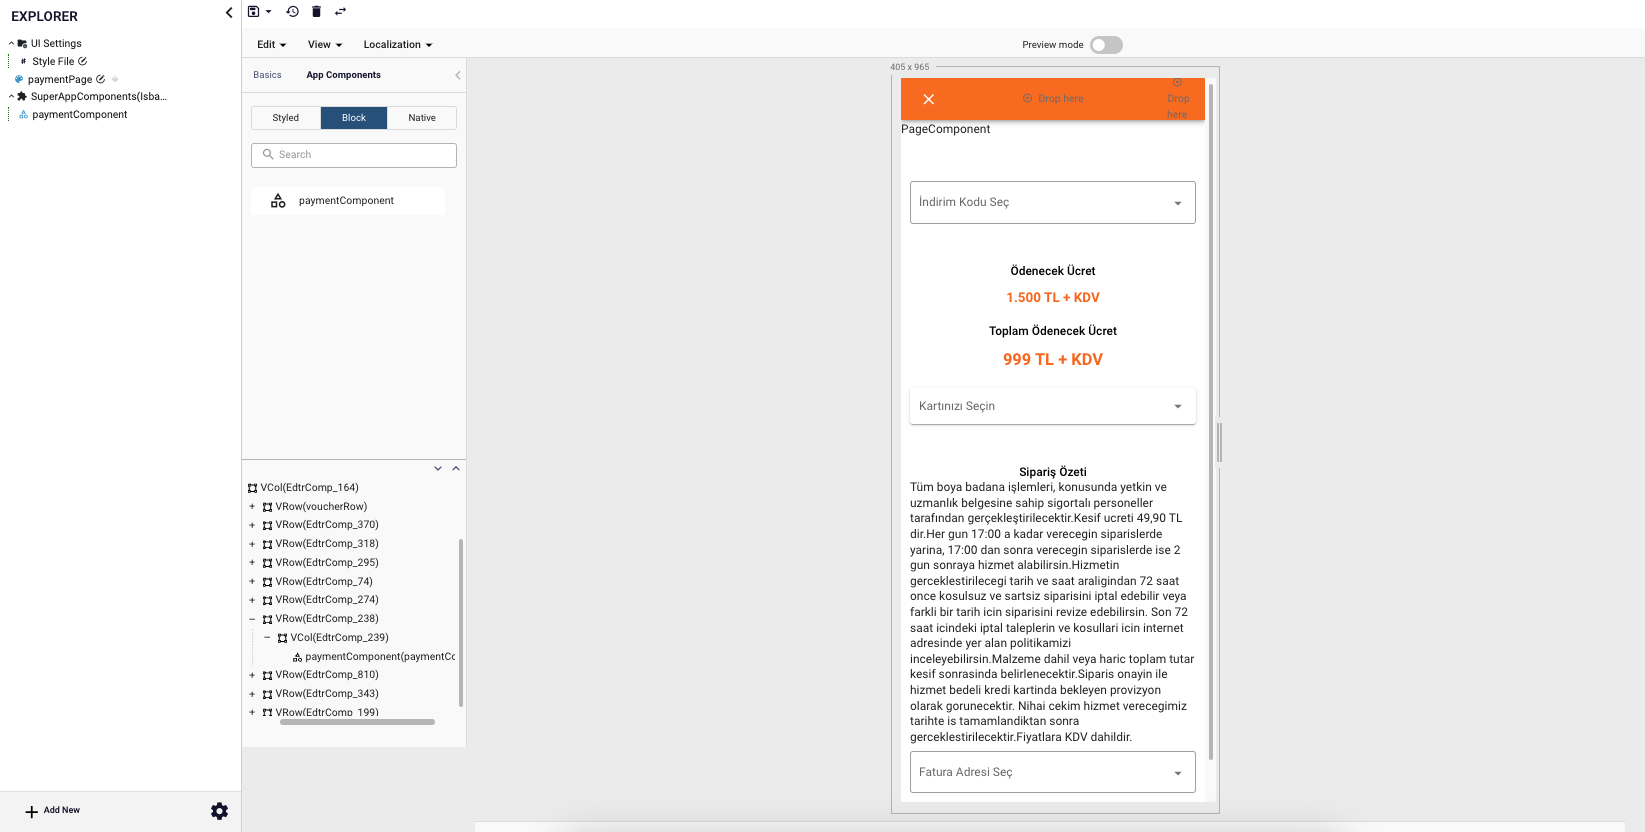 EXPLORER
UI Settings
# Style File
paymentPage
SuperAppComponents(Isba...
paymentComponent
Add New
Edit
View
Localization
Preview mode
Basics
App Components
Styled
Block
Native
Search
paymentComponent
VCol(EdtrComp_164)
+ VRow(voucherRow)
+ VRow(EdtrComp_370)
+ VRow(EdtrComp_318)
+ VRow(EdtrComp_295)
+ VRow(EdtrComp_74)
+ VRow(EdtrComp_274)
− VRow(EdtrComp_238)
− VCol(EdtrComp_239)
paymentComponent(paymentCc
+ VRow(EdtrComp_810)
+ VRow(EdtrComp_343)
+ VRow(EdtrComp_199)
405 x 965
Drop here
Drop
here
PageComponent
İndirim Kodu Seç
Ödenecek Ücret
1.500 TL + KDV
Toplam Ödenecek Ücret
999 TL + KDV
Kartınızı Seçin
Sipariş Özeti
Tüm boya badana işlemleri, konusunda yetkin ve
uzmanlık belgesine sahip sigortalı personeller
tarafından gerçekleştirilecektir.Kesif ucreti 49,90 TL
dir.Her gun 17:00 a kadar verecegin siparislerde
yarina, 17:00 dan sonra verecegin siparislerde ise 2
gun sonraya hizmet alabilirsin.Hizmetin
gerceklestirilecegi tarih ve saat araligindan 72 saat
once kosulsuz ve sartsiz siparisini iptal edebilir veya
farkli bir tarih icin siparisini revize edebilirsin. Son 72
saat icindeki iptal taleplerin ve kosullari icin internet
adresinde yer alan politikamizi
inceleyebilirsin.Malzeme dahil veya haric toplam tutar
kesif sonrasinda belirlenecektir.Siparis onayin ile
hizmet bedeli kredi kartinda bekleyen provizyon
olarak gorunecektir. Nihai cekim hizmet verecegimiz
tarihte is tamamlandiktan sonra
gerceklestirilecektir.Fiyatlara KDV dahildir.
Fatura Adresi Seç